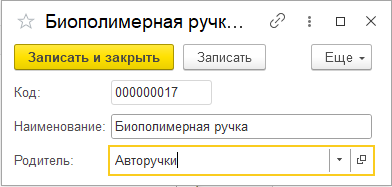 Биополимерная ручк...
Записать и закрыть Записать Еще
Код: 000000017
Наименование: Биополимерная ручка
Родитель: Авторучки